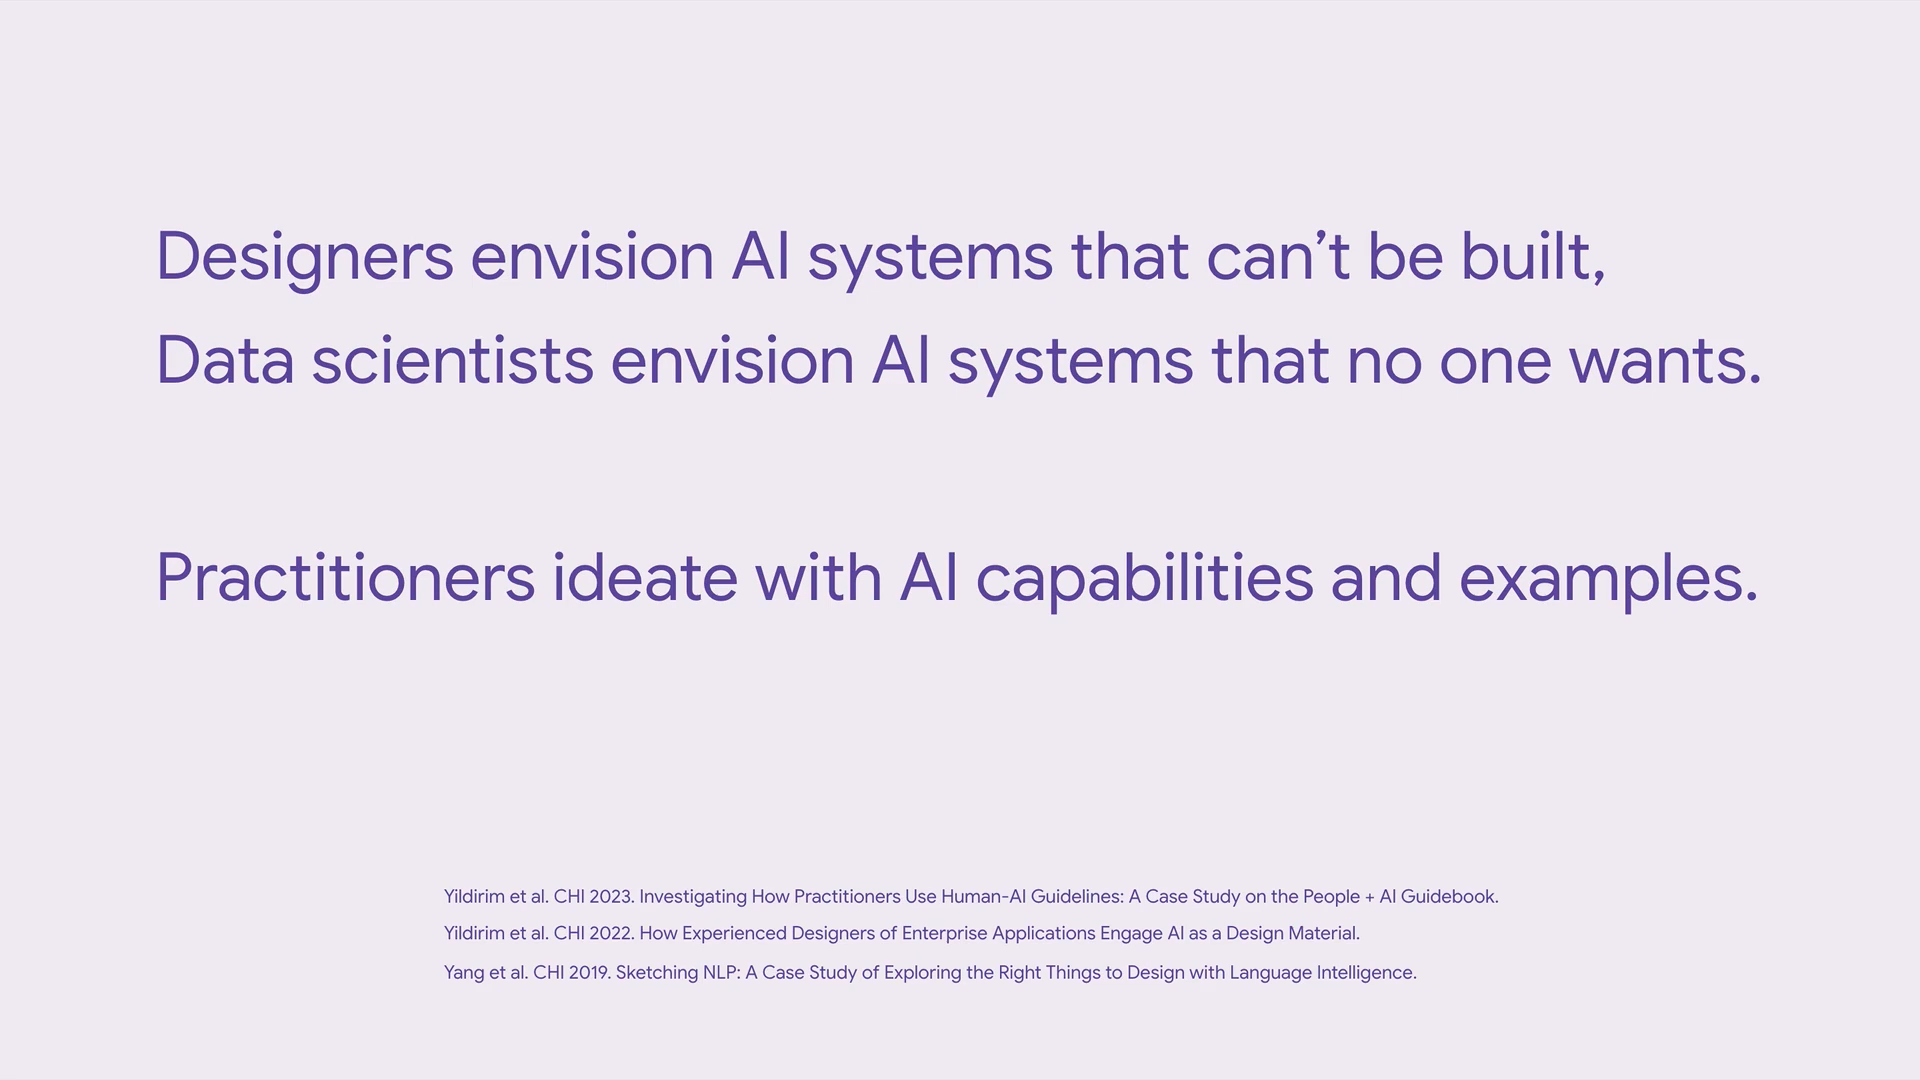 Designers envision AI systems that can’t be built,
Data scientists envision AI systems that no one wants.
Practitioners ideate with AI capabilities and examples.
Yildirim et al. CHI 2023. Investigating How Practitioners Use Human-AI Guidelines: A Case Study on the People + AI Guidebook.
Yildirim et al. CHI 2022. How Experienced Designers of Enterprise Applications Engage AI as a Design Material.
Yang et al. CHI 2019. Sketching NLP: A Case Study of Exploring the Right Things to Design with Language Intelligence.